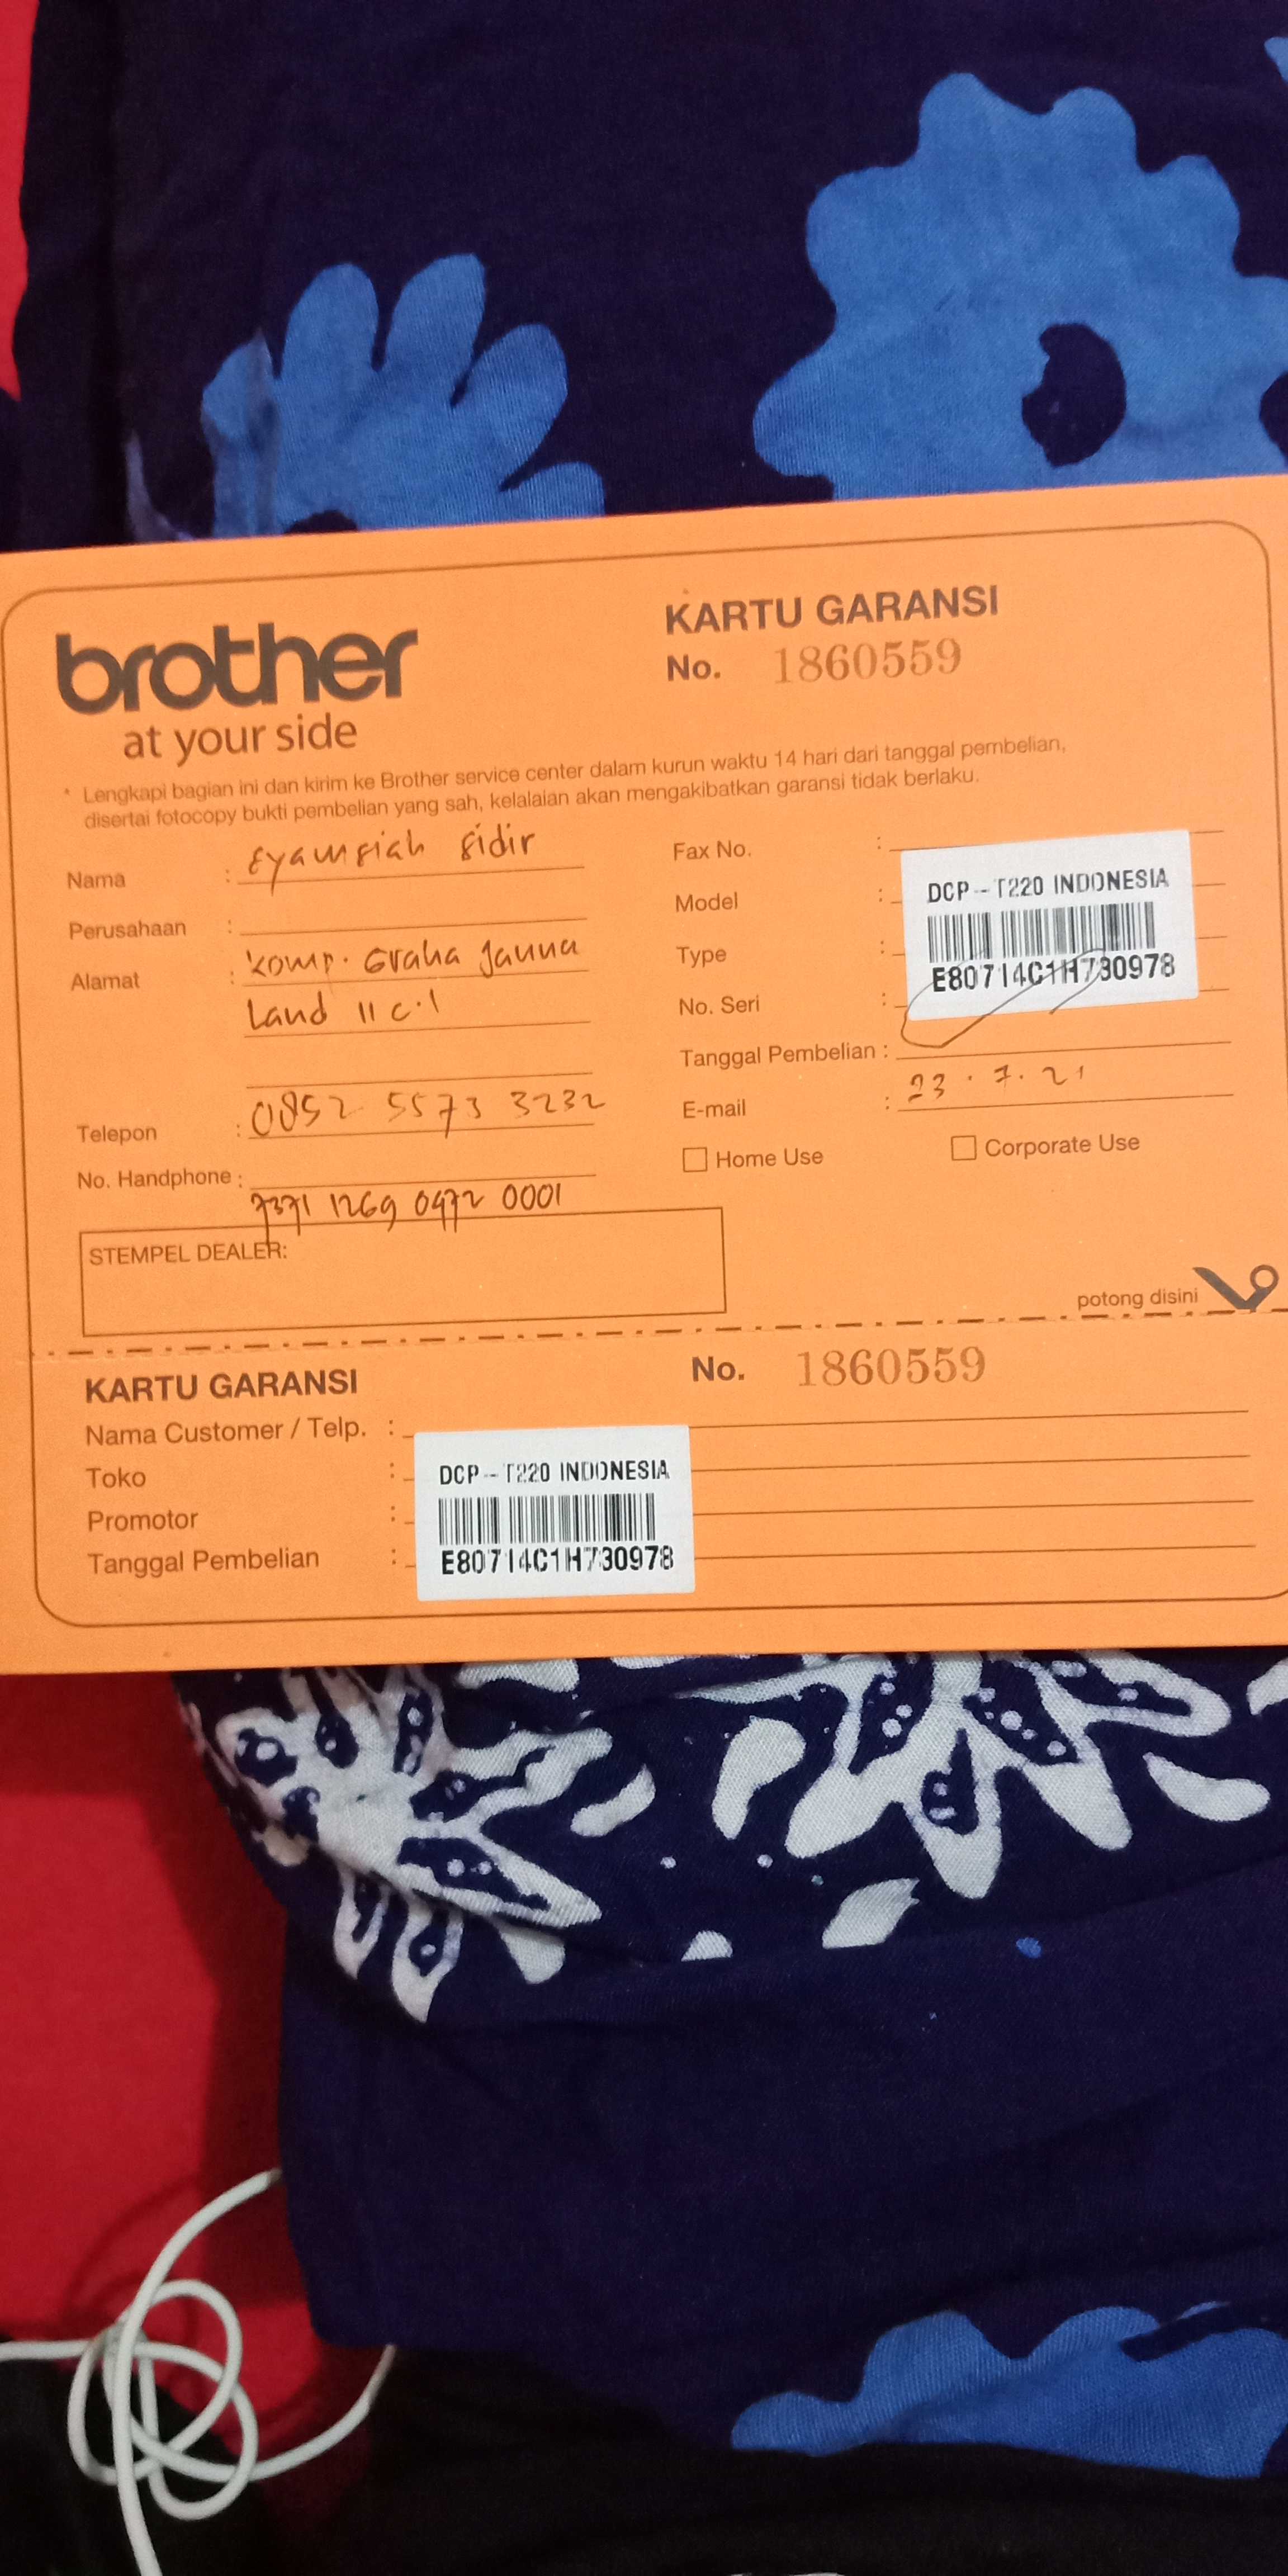 brother
at your side
KARTU GARANSI
No. 1860559
* Lengkapi bagian ini dan kirim ke Brother service center dalam kurun waktu 14 hari dari tanggal pembelian,
disertai fotocopy bukti pembelian yang sah, kelalaian akan mengakibatkan garansi tidak berlaku.
Nama : Syamsiah Sidir
Perusahaan :
Alamat : Komp. Graha Janna
Land II C.1
Telepon : 0852 5573 3232
No. Handphone :
7371 1269 0472 0001
STEMPEL DEALER:
Fax No. :
Model :
Type :
No. Seri :
DCP-T220 INDONESIA
E80714C1H730978
Tanggal Pembelian :
23.7.21
E-mail :
Home Use
Corporate Use
potong disini
KARTU GARANSI
No. 1860559
Nama Customer / Telp. :
Toko :
Promotor :
Tanggal Pembelian :
DCP-T220 INDONESIA
E80714C1H730978